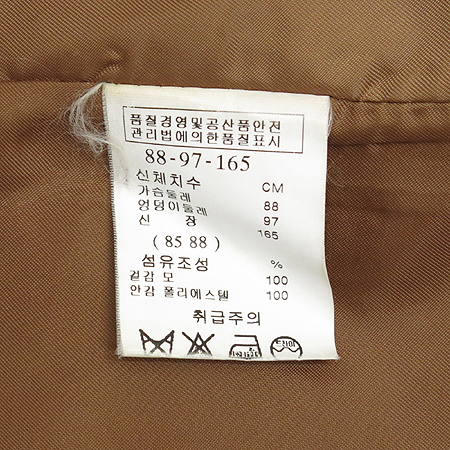 품질경영및공산품안전
관리법에의한품질표시
88-97-165
신체치수 CM
가슴둘레 88
엉덩이둘레 97
신 장 165
( 85 88 )
섬유조성 %
겉감 모 100
안감 폴리에스텔 100
취급주의
드라이